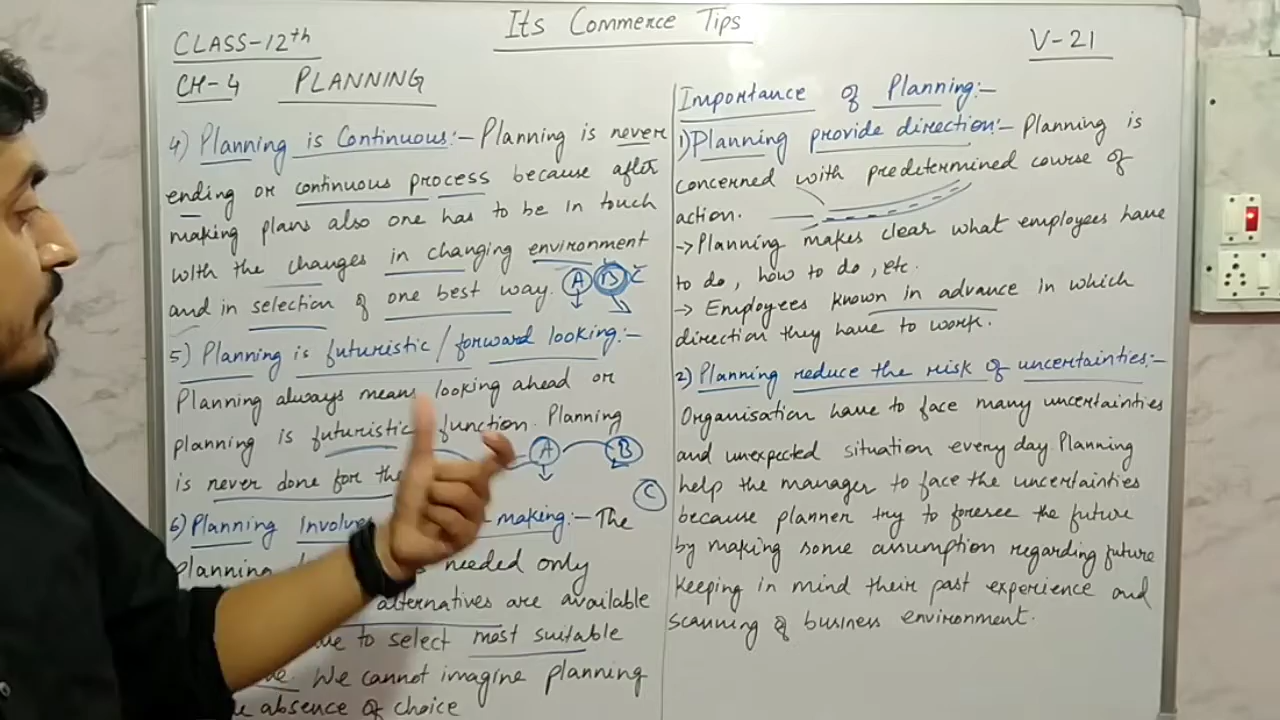 Its Commerce Tips
CLASS-12th
V-21
CH-4 PLANNING
4) Planning is Continuous:- Planning is never
ending or continuous process because after
making plans also one has to be in touch
with the changes in changing environment
and in selection of one best way. A B C
5) Planning is futuristic / forward looking:-
Planning always means looking ahead or
planning is futuristic function. Planning
is never done for the
A B
C
6) Planning Involves making:- The
planning needed only
alternatives are available
to select most suitable
We cannot imagine planning
absence of choice
Importance of Planning:-
1) Planning provide direction:- Planning is
concerned with predetermined course of
action.
-> Planning makes clear what employees have
to do, how to do, etc.
-> Employees known in advance in which
direction they have to work.
2) Planning reduce the risk of uncertainties:-
Organisation have to face many uncertainties
and unexpected situation every day. Planning
help the manager to face the uncertainties
because planner try to foresee the future
by making some assumption regarding future
keeping in mind their past experience and
scanning of business environment.